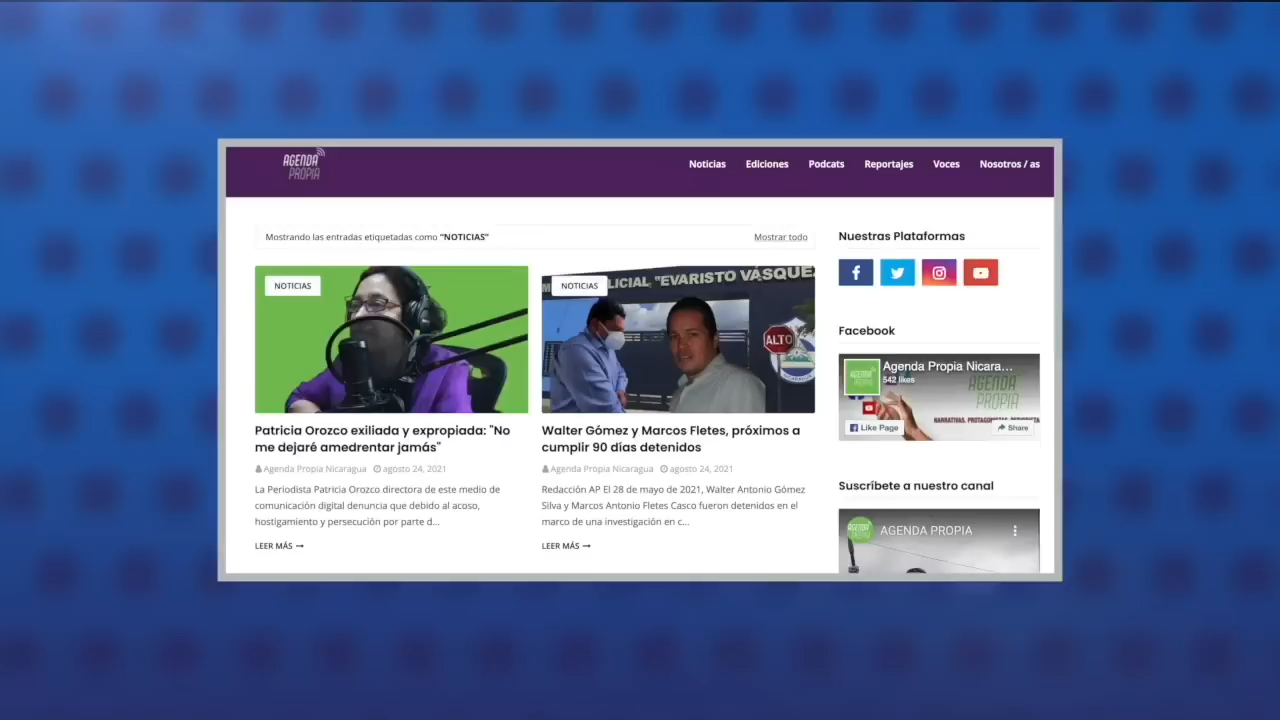 AGENDA
PROPIA
Noticias Ediciones Podcats Reportajes Voces Nosotros / as
Mostrando las entradas etiquetadas como "NOTICIAS"
Mostrar todo
NOTICIAS
Patricia Orozco exiliada y expropiada: "No
me dejaré amedrentar jamás"
Agenda Propia Nicaragua agosto 24, 2021
La Periodista Patricia Orozco directora de este medio de
comunicación digital denuncia que debido al acoso,
hostigamiento y persecución por parte d...
LEER MÁS
NOTICIAS
LICIAL "EVARISTO VÁSQUE
ALTO
Walter Gómez y Marcos Fletes, próximos a
cumplir 90 días detenidos
Agenda Propia Nicaragua agosto 24, 2021
Redacción AP El 28 de mayo de 2021, Walter Antonio Gómez
Silva y Marcos Antonio Fletes Casco fueron detenidos en el
marco de una investigación en c...
LEER MÁS
Nuestras Plataformas
Facebook
Agenda Propia Nicara...
542 likes
AGENDA
PROPIA
Like Page
Share
Suscríbete a nuestro canal
AGENDA PROPIA